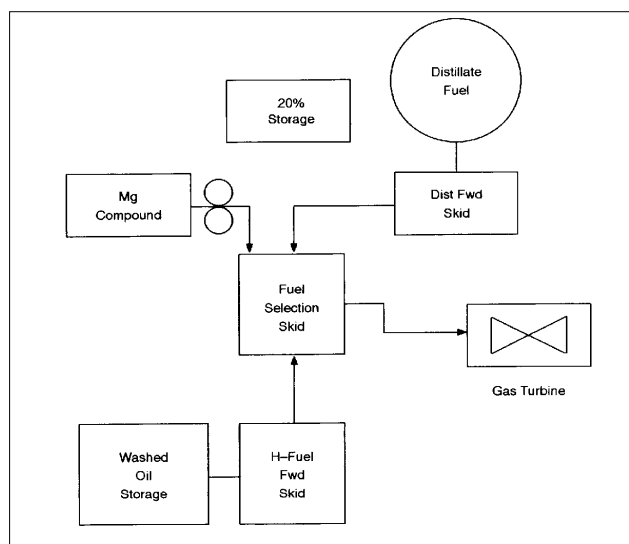 Distillate
Fuel
20%
Storage
Mg
Compound
Dist Fwd
Skid
Fuel
Selection
Skid
Gas Turbine
Washed
Oil
Storage
H–Fuel
Fwd
Skid